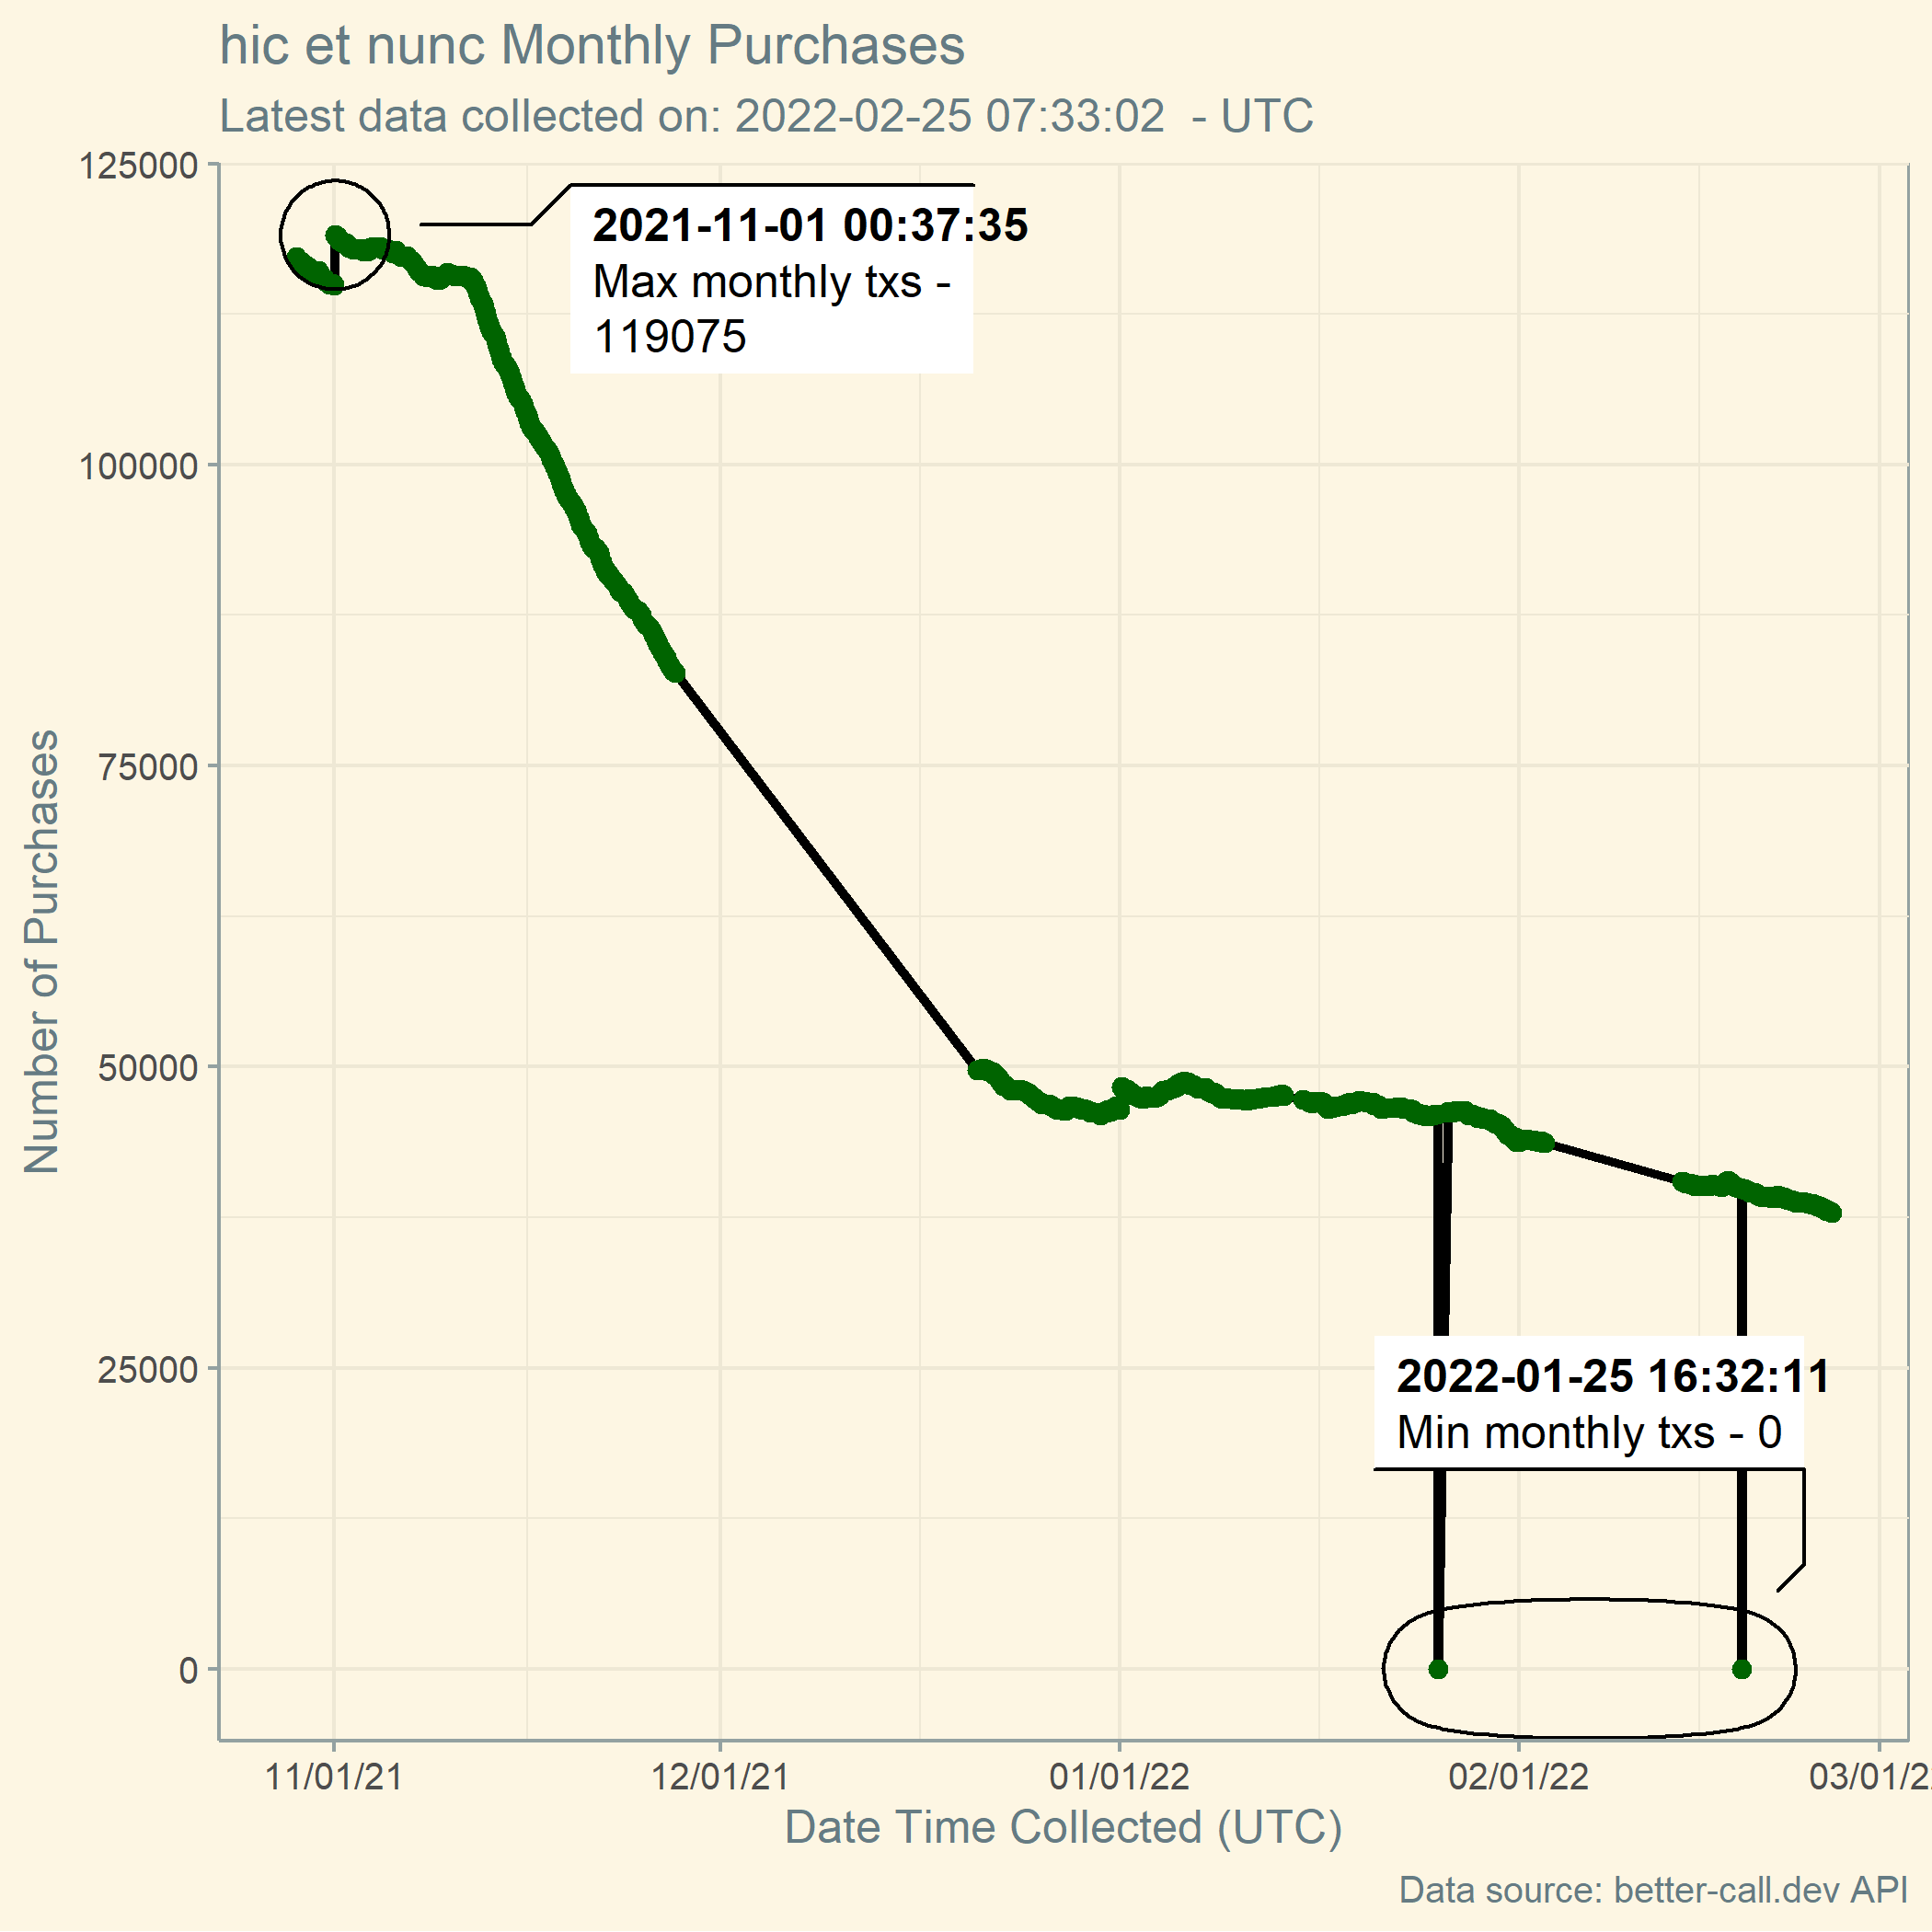 hic et nunc Monthly Purchases
Latest data collected on: 2022-02-25 07:33:02  - UTC
125000
100000
75000
50000
25000
0
Number of Purchases
2021-11-01 00:37:35
Max monthly txs -
119075
2022-01-25 16:32:11
Min monthly txs - 0
11/01/21
12/01/21
01/01/22
02/01/22
03/01/2
Date Time Collected (UTC)
Data source: better-call.dev API